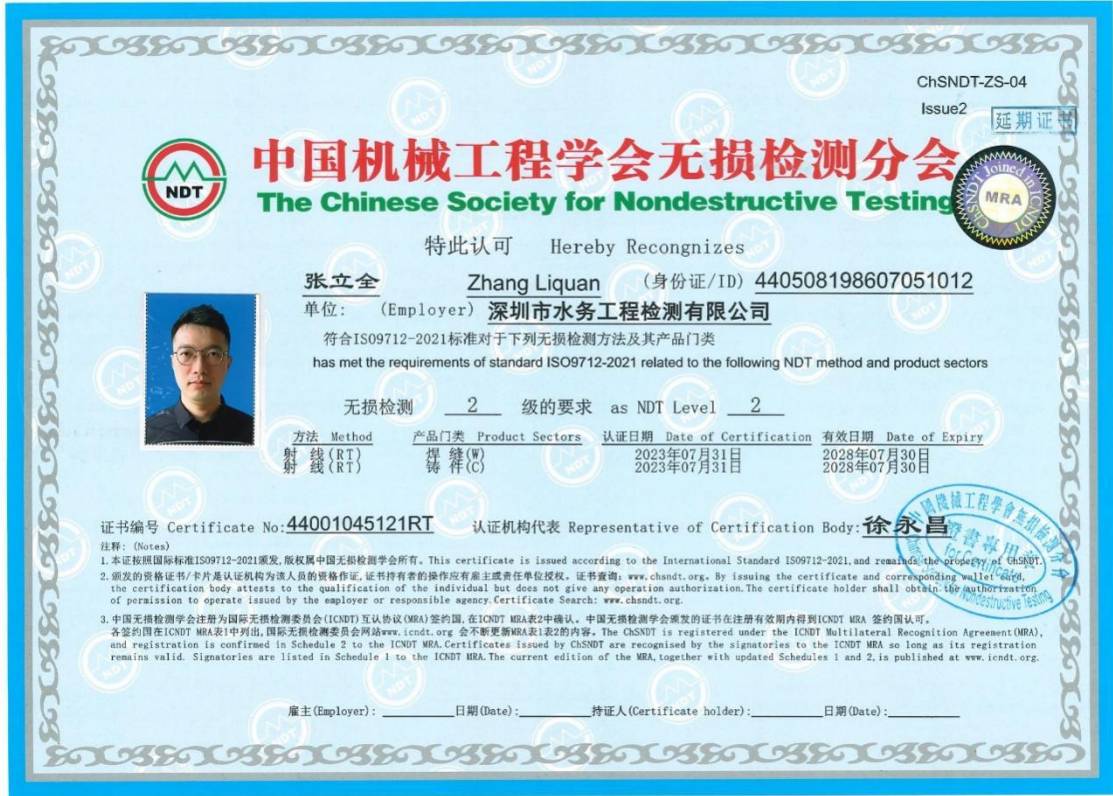 ChSNDT-ZS-04
Issue2
延期证书
NDT
中国机械工程学会无损检测分会
The Chinese Society for Nondestructive Testing
ChSNDT Joined in ICNDT
MRA
特此认可 Hereby Recongnizes
张立全 Zhang Liquan (身份证/ID) 440508198607051012
单位: (Employer) 深圳市水务工程检测有限公司
符合ISO9712-2021标准对于下列无损检测方法及其产品门类
has met the requirements of standard ISO9712-2021 related to the following NDT method and product sectors
无损检测 2 级的要求 as NDT Level 2
方法 Method 产品门类 Product Sectors 认证日期 Date of Certification 有效日期 Date of Expiry
射 线(RT) 焊 缝(W) 2023年07月31日 2028年07月30日
射 线(RT) 铸 件(C) 2023年07月31日 2028年07月30日
证书编号 Certificate No:44001045121RT 认证机构代表 Representative of Certification Body:徐永昌
注释: (Notes)
1. 本证按照国际标准ISO9712-2021颁发, 版权属中国无损检测学会所有. This certificate is issued according to the International Standard ISO9712-2021, and remains the property of ChSNDT.
2. 颁发的资格证书/卡片是认证机构为该人员的资格作证, 证书持有者的操作应有雇主或责任单位授权. 证书查询: www.chsndt.org. By issuing the certificate and corresponding wallet card,
the certification body attests to the qualification of the individual but does not give any operation authorization. The certificate holder shall obtain the authorization
of permission to operate issued by the employer or responsible agency. Certificate Search: www.chsndt.org.
3. 中国无损检测学会注册为国际无损检测委员会(ICNDT)互认协议(MRA)签约国, 在ICNDT MRA表2中确认. 中国无损检测学会颁发的证书在注册有效期内得到ICNDT MRA 签约国认可.
各签约国在ICNDT MRA表1中列出, 国际无损检测委员会网站www.icndt.org 会不断更新MRA表1表2的内容. The ChSNDT is registered under the ICNDT Multilateral Recognition Agreement(MRA),
and registration is confirmed in Schedule 2 to the ICNDT MRA. Certificates issued by ChSNDT are recognised by the signatories to the ICNDT MRA so long as its registration
remains valid. Signatories are listed in Schedule 1 to the ICNDT MRA. The current edition of the MRA, together with updated Schedules 1 and 2, is published at www.icndt.org.
中國機械工程學會無損檢測分會
證書專用章
for Certificate
雇主(Employer): 日期(Date): 持证人(Certificate holder): 日期(Date):